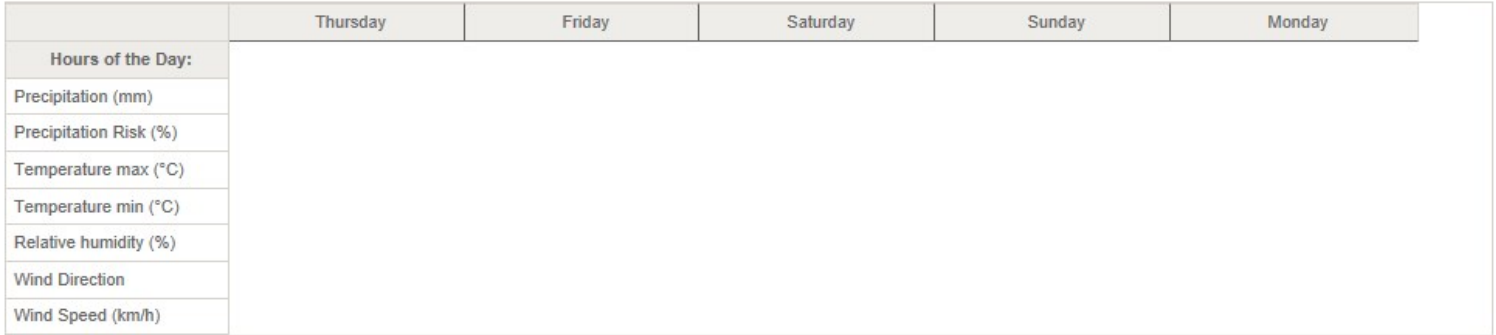 Thursday Friday Saturday Sunday Monday
Hours of the Day:
Precipitation (mm)
Precipitation Risk (%)
Temperature max (°C)
Temperature min (°C)
Relative humidity (%)
Wind Direction
Wind Speed (km/h)